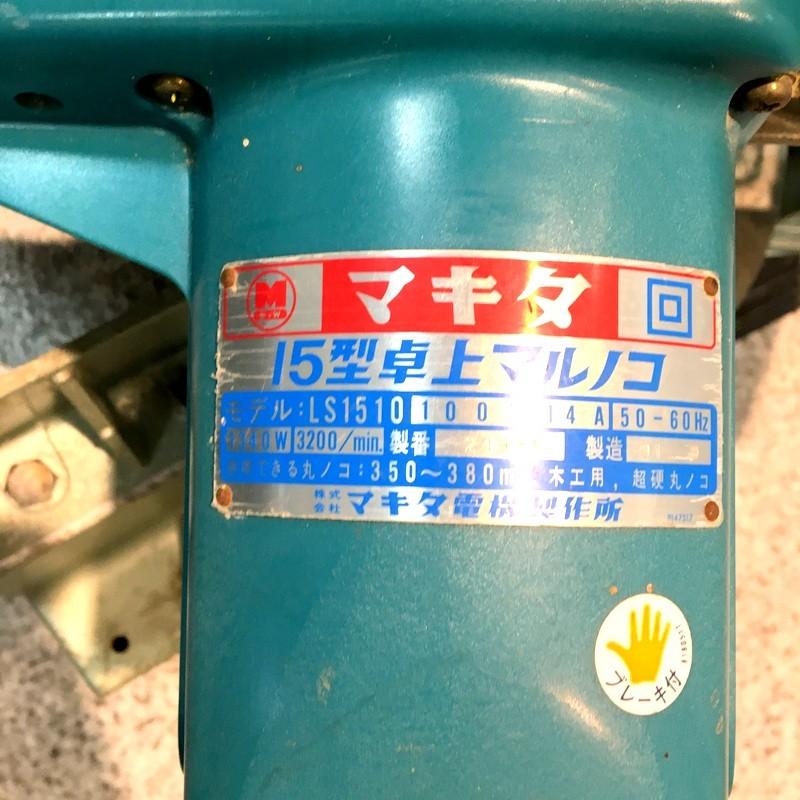 M
マキタ
15型卓上マルノコ
モデル:LS1510 100 14A 50-60Hz
3200/min. 製番 製造
できる丸ノコ:350〜380m 木工用, 超硬丸ノコ
株式会社 マキタ電機製作所
ブレーキ付